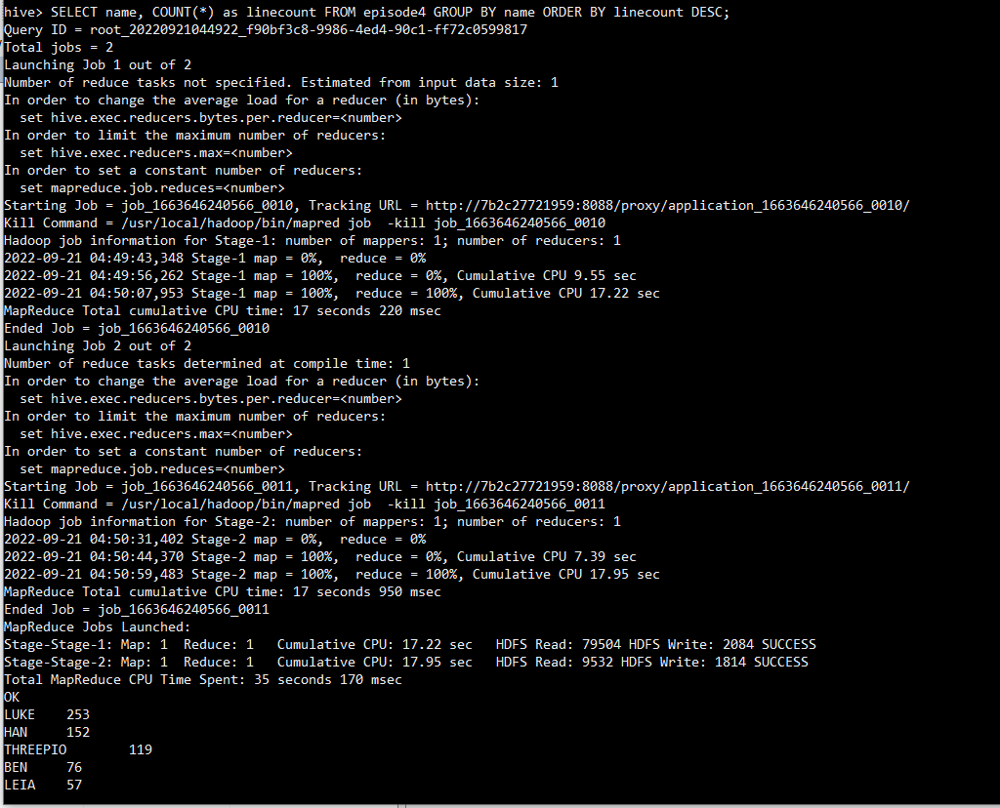 hive> SELECT name, COUNT(*) as linecount FROM episode4 GROUP BY name ORDER BY linecount DESC;
Query ID = root_20220921044922_f90bf3c8-9986-4ed4-90c1-ff72c0599817
Total jobs = 2
Launching Job 1 out of 2
Number of reduce tasks not specified. Estimated from input data size: 1
In order to change the average load for a reducer (in bytes):
  set hive.exec.reducers.bytes.per.reducer=<number>
In order to limit the maximum number of reducers:
  set hive.exec.reducers.max=<number>
In order to set a constant number of reducers:
  set mapreduce.job.reduces=<number>
Starting Job = job_1663646240566_0010, Tracking URL = http://7b2c27721959:8088/proxy/application_1663646240566_0010/
Kill Command = /usr/local/hadoop/bin/mapred job  -kill job_1663646240566_0010
Hadoop job information for Stage-1: number of mappers: 1; number of reducers: 1
2022-09-21 04:49:43,348 Stage-1 map = 0%,  reduce = 0%
2022-09-21 04:49:56,262 Stage-1 map = 100%,  reduce = 0%, Cumulative CPU 9.55 sec
2022-09-21 04:50:07,953 Stage-1 map = 100%,  reduce = 100%, Cumulative CPU 17.22 sec
MapReduce Total cumulative CPU time: 17 seconds 220 msec
Ended Job = job_1663646240566_0010
Launching Job 2 out of 2
Number of reduce tasks determined at compile time: 1
In order to change the average load for a reducer (in bytes):
  set hive.exec.reducers.bytes.per.reducer=<number>
In order to limit the maximum number of reducers:
  set hive.exec.reducers.max=<number>
In order to set a constant number of reducers:
  set mapreduce.job.reduces=<number>
Starting Job = job_1663646240566_0011, Tracking URL = http://7b2c27721959:8088/proxy/application_1663646240566_0011/
Kill Command = /usr/local/hadoop/bin/mapred job  -kill job_1663646240566_0011
Hadoop job information for Stage-2: number of mappers: 1; number of reducers: 1
2022-09-21 04:50:31,402 Stage-2 map = 0%,  reduce = 0%
2022-09-21 04:50:44,370 Stage-2 map = 100%,  reduce = 0%, Cumulative CPU 7.39 sec
2022-09-21 04:50:59,483 Stage-2 map = 100%,  reduce = 100%, Cumulative CPU 17.95 sec
MapReduce Total cumulative CPU time: 17 seconds 950 msec
Ended Job = job_1663646240566_0011
MapReduce Jobs Launched:
Stage-Stage-1: Map: 1  Reduce: 1   Cumulative CPU: 17.22 sec   HDFS Read: 79504 HDFS Write: 2084 SUCCESS
Stage-Stage-2: Map: 1  Reduce: 1   Cumulative CPU: 17.95 sec   HDFS Read: 9532 HDFS Write: 1814 SUCCESS
Total MapReduce CPU Time Spent: 35 seconds 170 msec
OK
LUKE    253
HAN     152
THREEPIO        119
BEN     76
LEIA    57